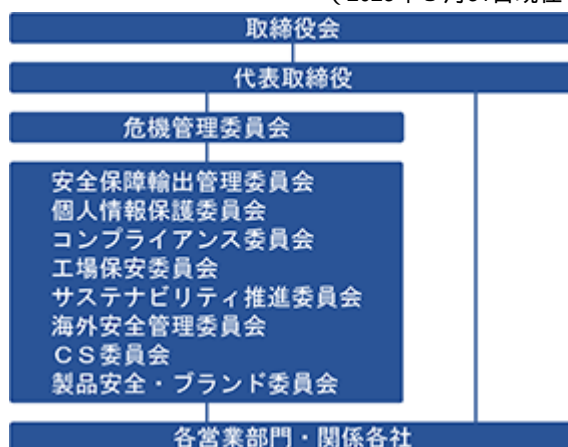 取締役会
代表取締役
危機管理委員会
安全保障輸出管理委員会
個人情報保護委員会
コンプライアンス委員会
工場保安委員会
サステナビリティ推進委員会
海外安全管理委員会
ＣＳ委員会
製品安全・ブランド委員会
各営業部門・関係各社